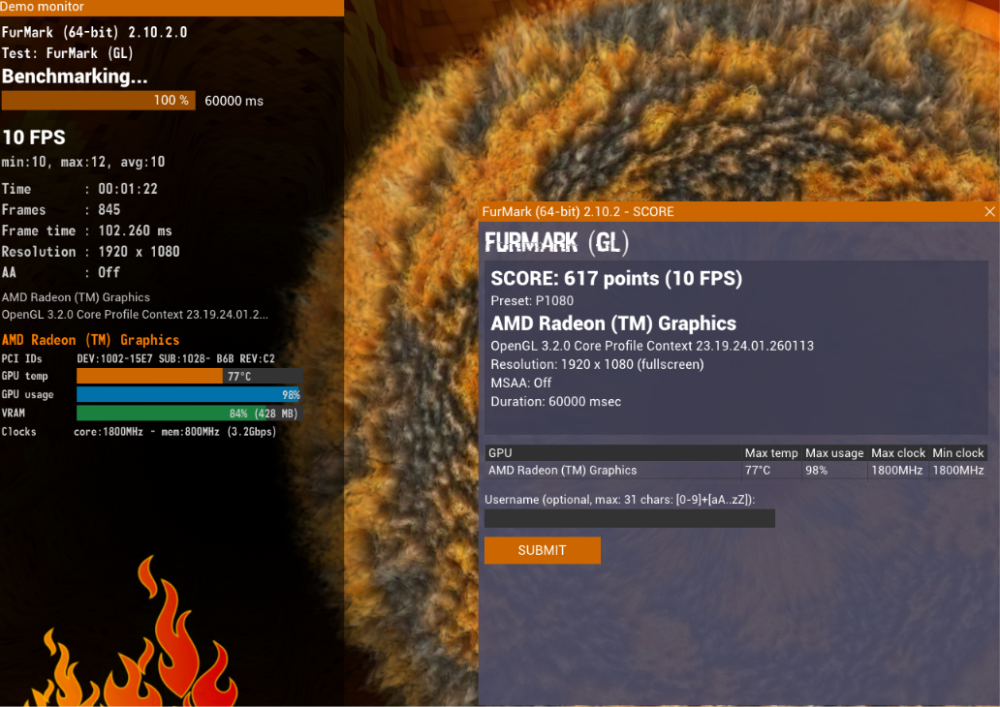 Demo monitor
FurMark (64-bit) 2.10.2.0
Test: FurMark (GL)
Benchmarking...
100 % 60000 ms
10 FPS
min:10, max:12, avg:10
Time : 00:01:22
Frames : 845
Frame time : 102.260 ms
Resolution : 1920 x 1080
AA : Off
AMD Radeon (TM) Graphics
OpenGL 3.2.0 Core Profile Context 23.19.24.01.2...
AMD Radeon (TM) Graphics
PCI IDs DEV:1002-15E7 SUB:1028- B6B REV:C2
GPU temp 77°C
GPU usage 98%
VRAM 84% (428 MB)
Clocks core:1800MHz - mem:800MHz (3.2Gbps)
FurMark (64-bit) 2.10.2 - SCORE
FURMARK (GL)
SCORE: 617 points (10 FPS)
Preset: P1080
AMD Radeon (TM) Graphics
OpenGL 3.2.0 Core Profile Context 23.19.24.01.260113
Resolution: 1920 x 1080 (fullscreen)
MSAA: Off
Duration: 60000 msec
GPU Max temp Max usage Max clock Min clock
AMD Radeon (TM) Graphics 77°C 98% 1800MHz 1800MHz
Username (optional, max: 31 chars: [0-9]+[aA..zZ]):
SUBMIT